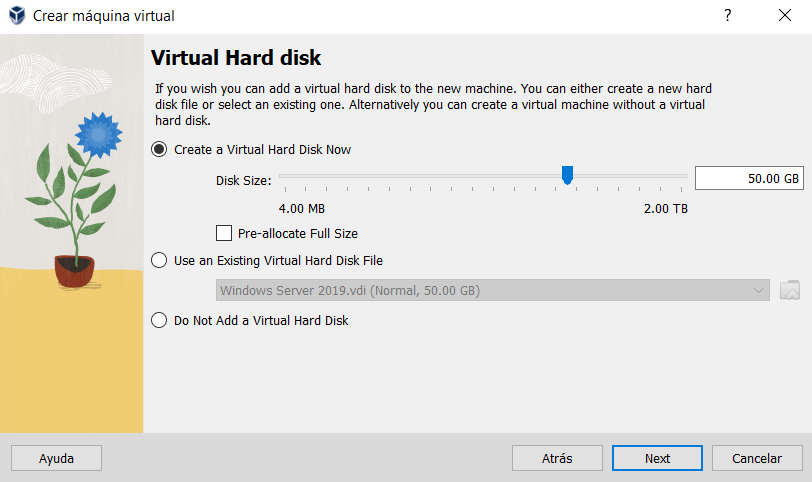 Crear máquina virtual
?
Virtual Hard disk
If you wish you can add a virtual hard disk to the new machine. You can either create a new hard
disk file or select an existing one. Alternatively you can create a virtual machine without a virtual
hard disk.
Create a Virtual Hard Disk Now
Disk Size:
50.00 GB
4.00 MB
2.00 TB
Pre-allocate Full Size
Use an Existing Virtual Hard Disk File
Windows Server 2019.vdi (Normal, 50.00 GB)
Do Not Add a Virtual Hard Disk
Ayuda
Atrás
Next
Cancelar